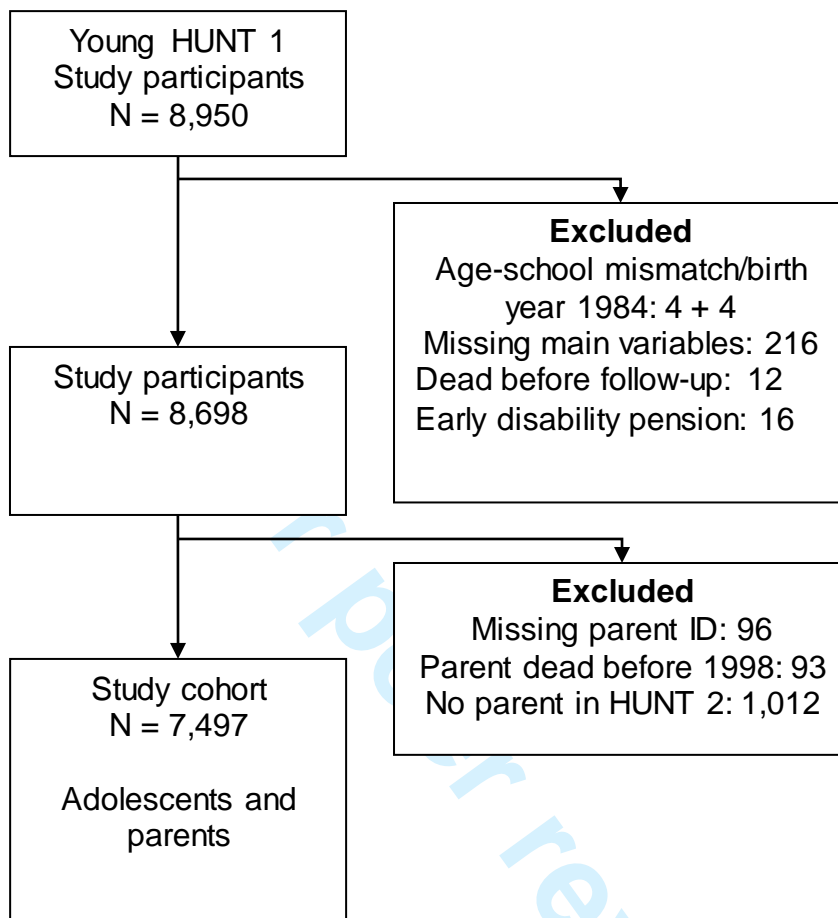 Young HUNT 1
Study participants
N = 8,950
Excluded
Age-school mismatch/birth
year 1984: 4 + 4
Missing main variables: 216
Dead before follow-up: 12
Early disability pension: 16
Study participants
N = 8,698
Excluded
Missing parent ID: 96
Parent dead before 1998: 93
No parent in HUNT 2: 1,012
Study cohort
N = 7,497
Adolescents and
parents